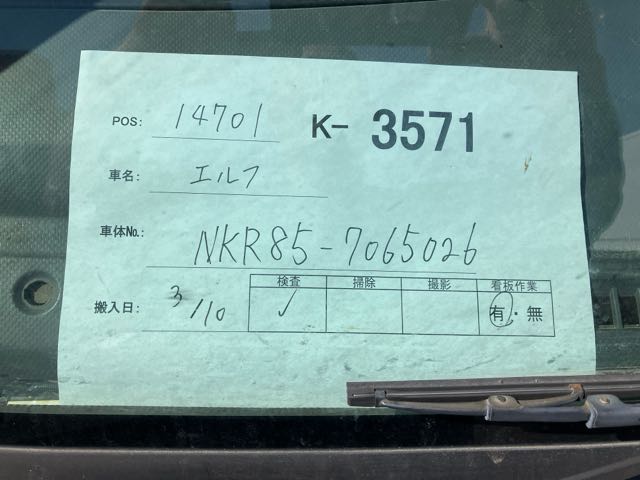 POS: 14701 K- 3571
車名: エルフ
車体No.: NKR85-7065026
搬入日: 3/10
検査 掃除 撮影 看板作業
✓ 有・無